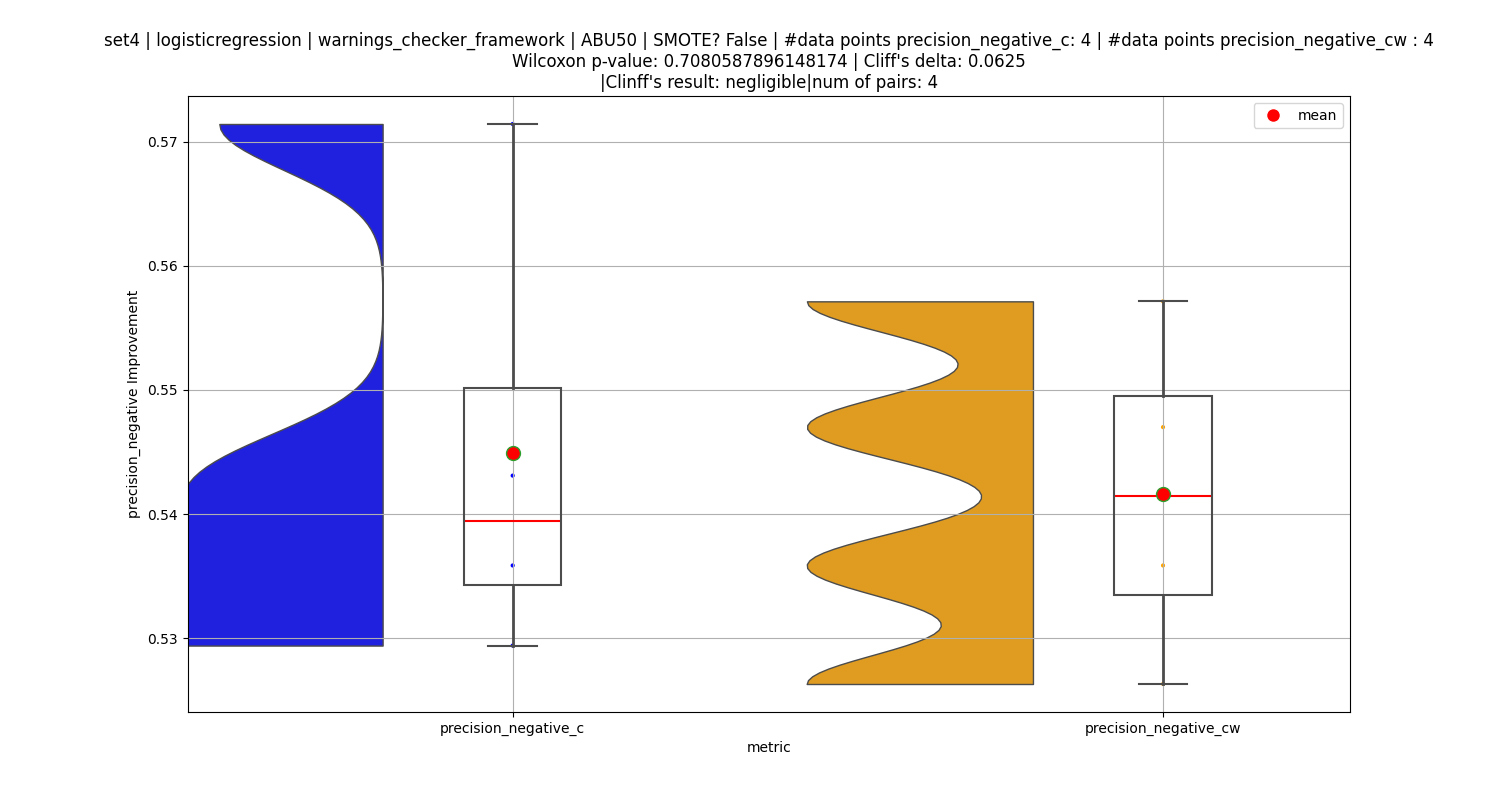 set4 | logisticregression | warnings_checker_framework | ABU50 | SMOTE? False | #data points precision_negative_c: 4 | #data points precision_negative_cw : 4
Wilcoxon p-value: 0.7080587896148174 | Cliff's delta: 0.0625
|Clinff's result: negligible|num of pairs: 4
mean
0.57
0.56
0.55
0.54
0.53
precision_negative Improvement
precision_negative_c
precision_negative_cw
metric